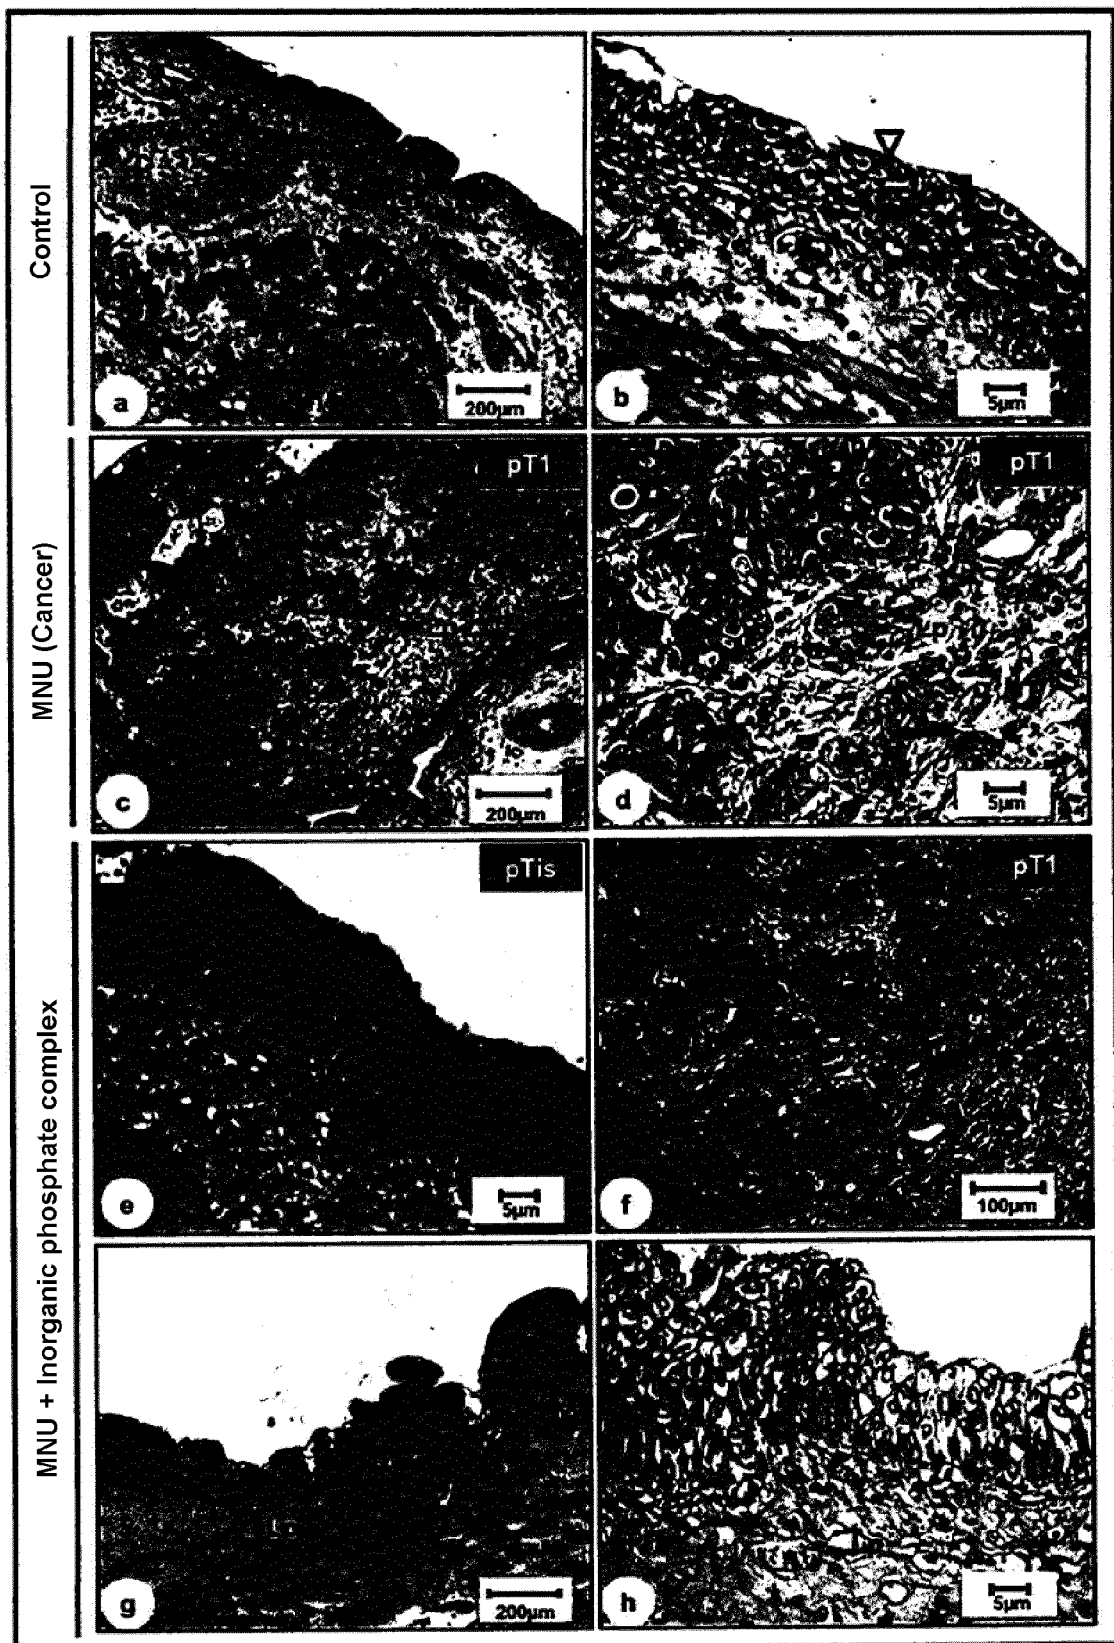 Control
a
200µm
b
5µm
MNU (Cancer)
pT1
c
200µm
pT1
d
5µm
MNU + Inorganic phosphate complex
pTis
e
5µm
pT1
f
100µm
g
200µm
h
5µm